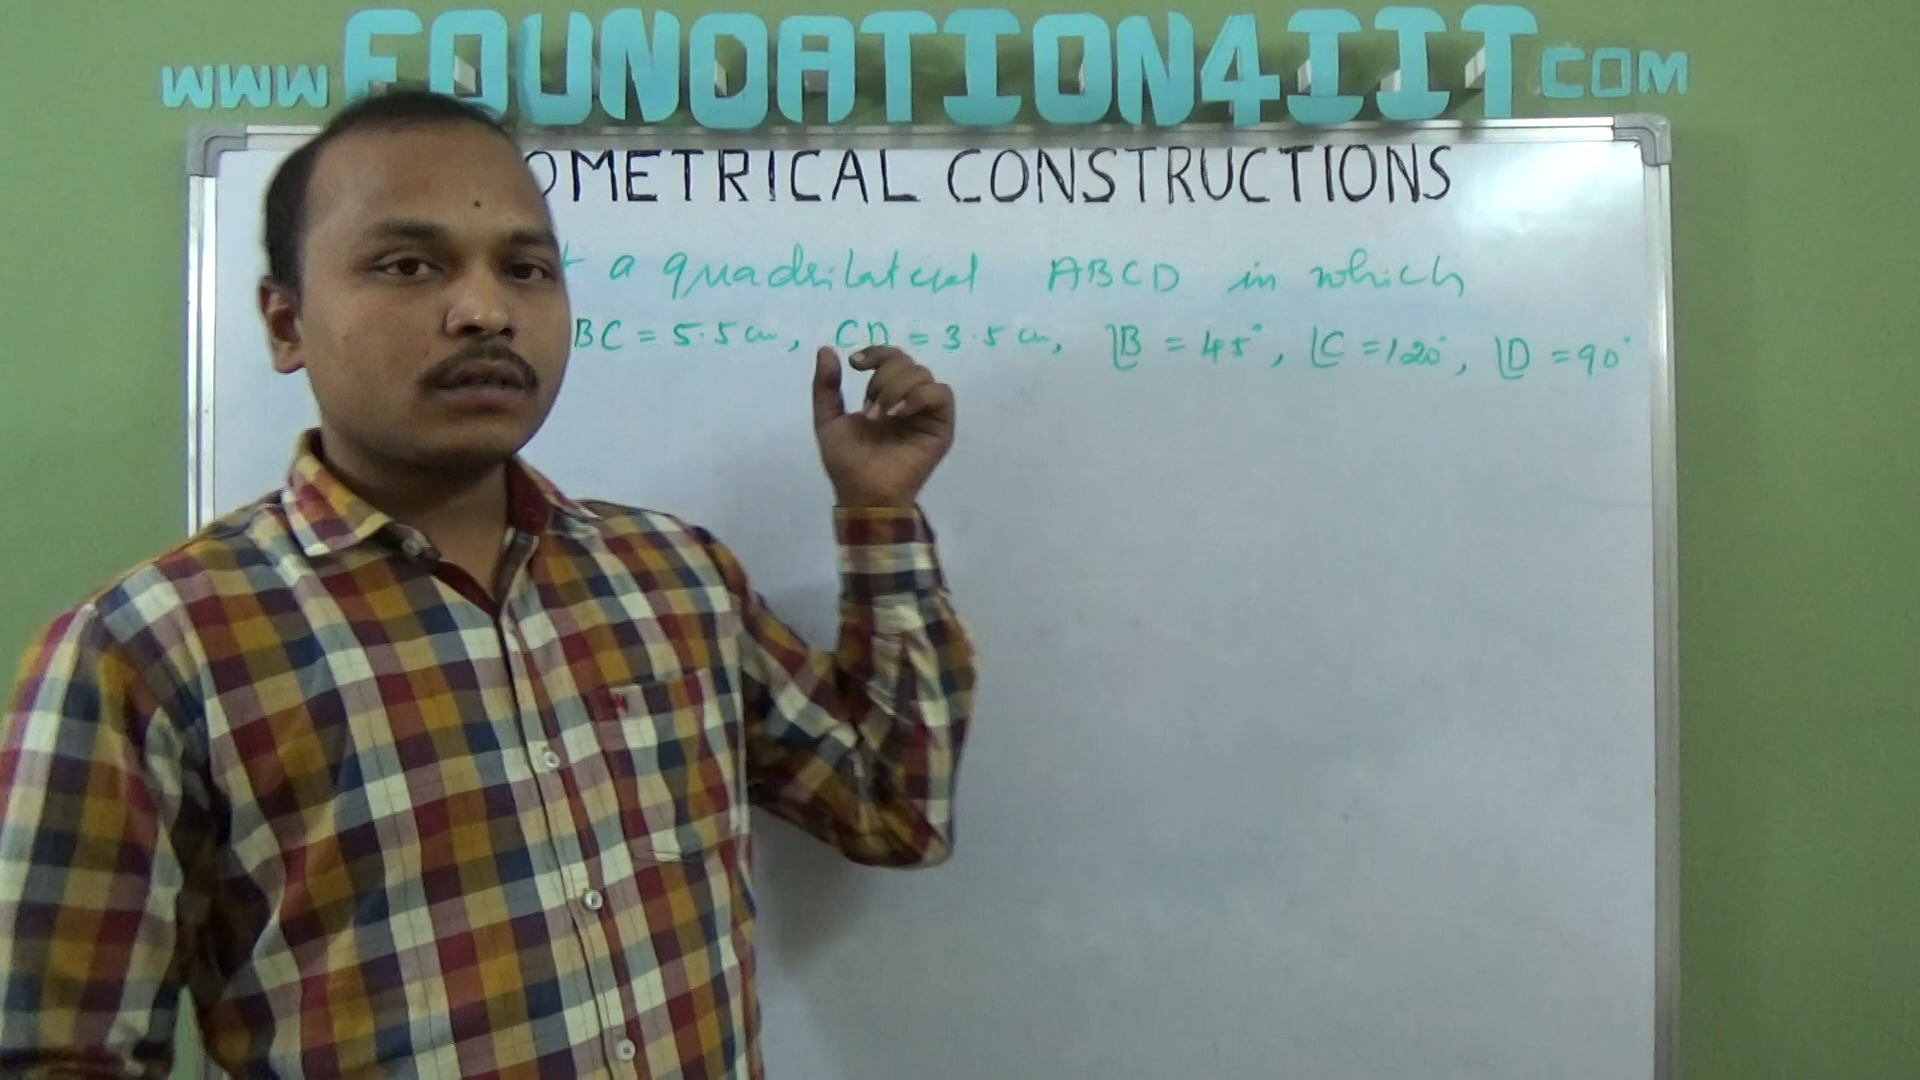 www FOUNDATION4IIT.COM
OMETRICAL CONSTRUCTIONS
a quadrilateral ABCD in which
BC = 5.5 cm, CD = 3.5 cm, ∠B = 45°, ∠C = 120°, ∠D = 90°